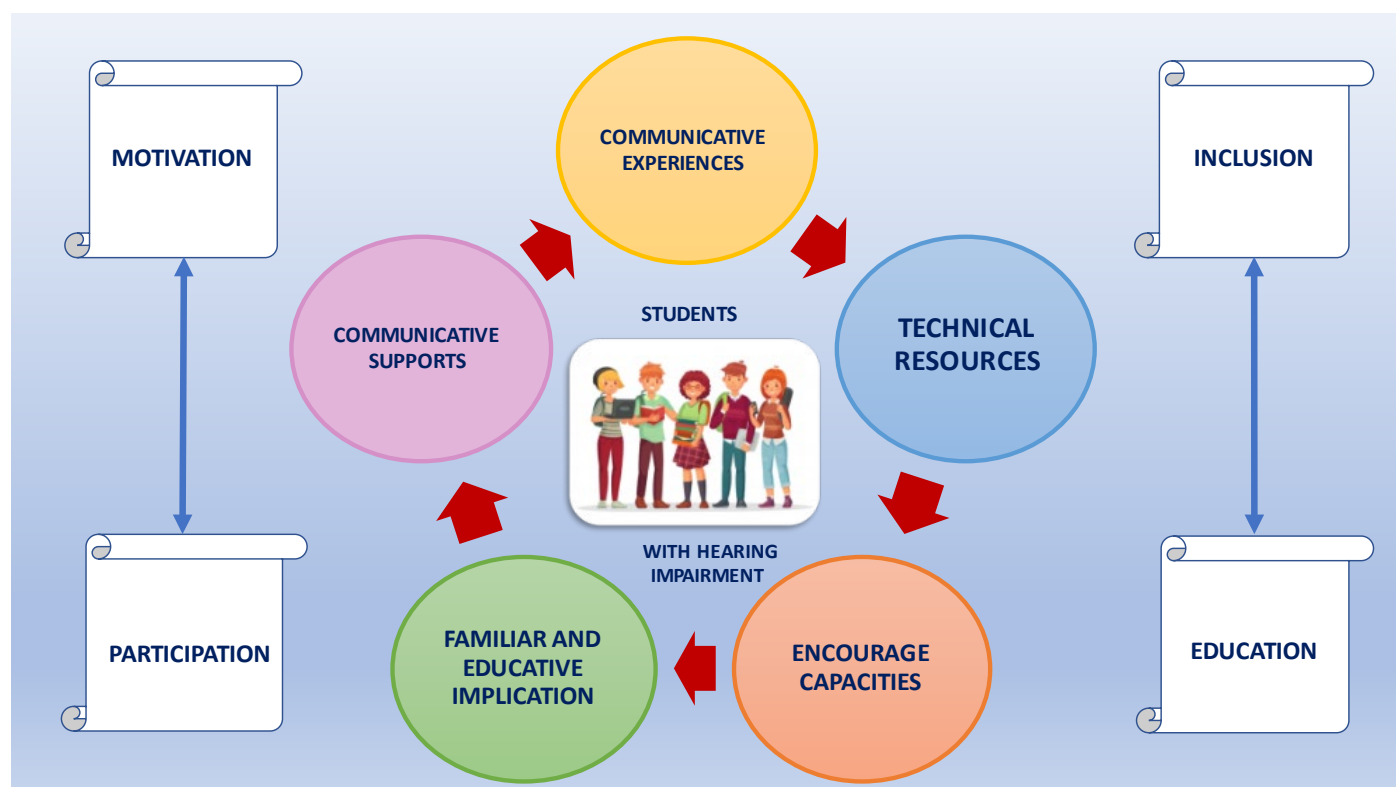 COMMUNICATIVE
EXPERIENCES
MOTIVATION
INCLUSION
STUDENTS
TECHNICAL
RESOURCES
COMMUNICATIVE
SUPPORTS
WITH HEARING
IMPAIRMENT
FAMILIAR AND
EDUCATIVE
IMPLICATION
ENCOURAGE
CAPACITIES
PARTICIPATION
EDUCATION